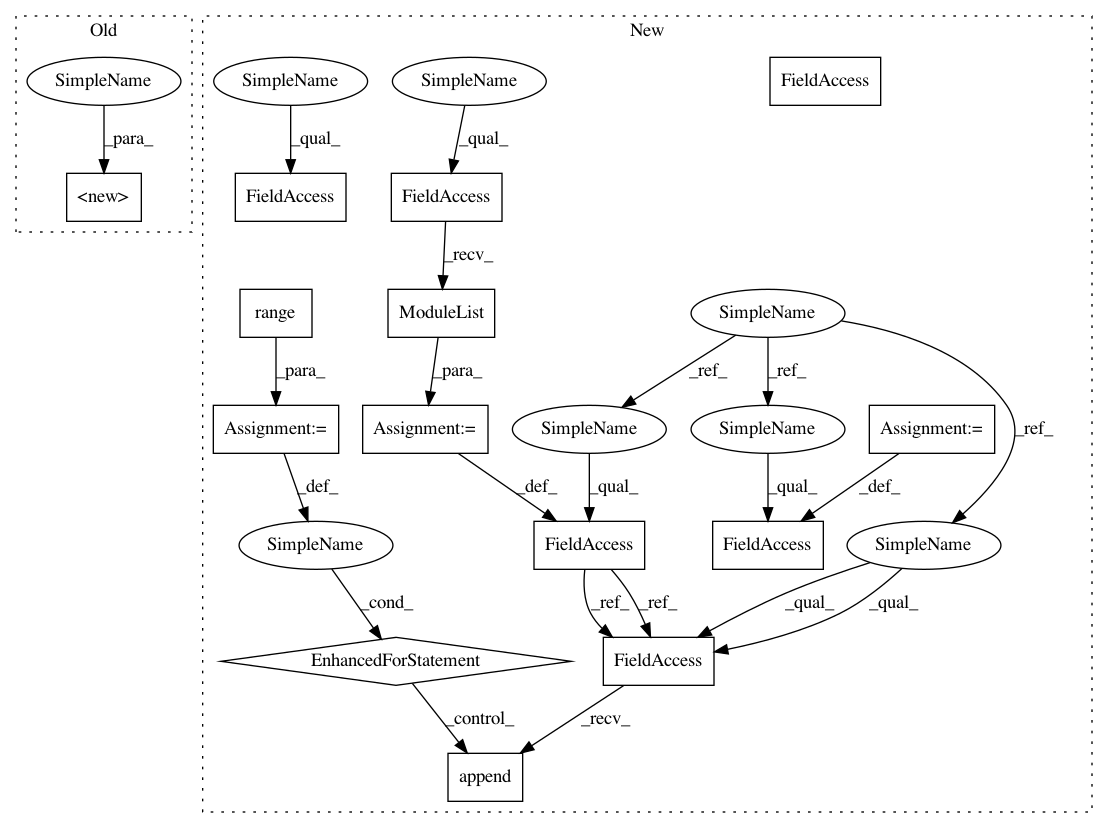 Old
New
SimpleName
SimpleName
SimpleName
FieldAccess
_para_
_qual_
_qual_
<new>
FieldAccess
FieldAccess
_recv_
range
ModuleList
SimpleName
_para_
_para_
_ref_
_ref_
Assignment:=
Assignment:=
SimpleName
SimpleName
Assignment:=
_ref_
_def_
_def_
_qual_
_qual_
_def_
SimpleName
FieldAccess
FieldAccess
SimpleName
_cond_
_ref_
_ref_
_qual_
_qual_
EnhancedForStatement
FieldAccess
_control_
_recv_
append